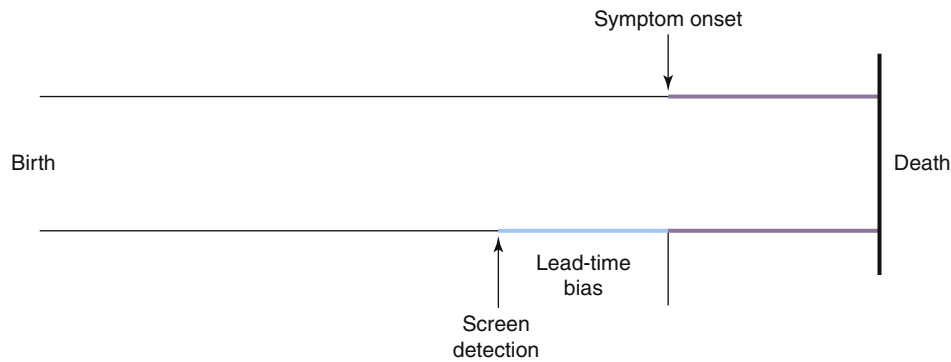 Symptom onset
Birth
Death
Lead-time
bias
Screen
detection